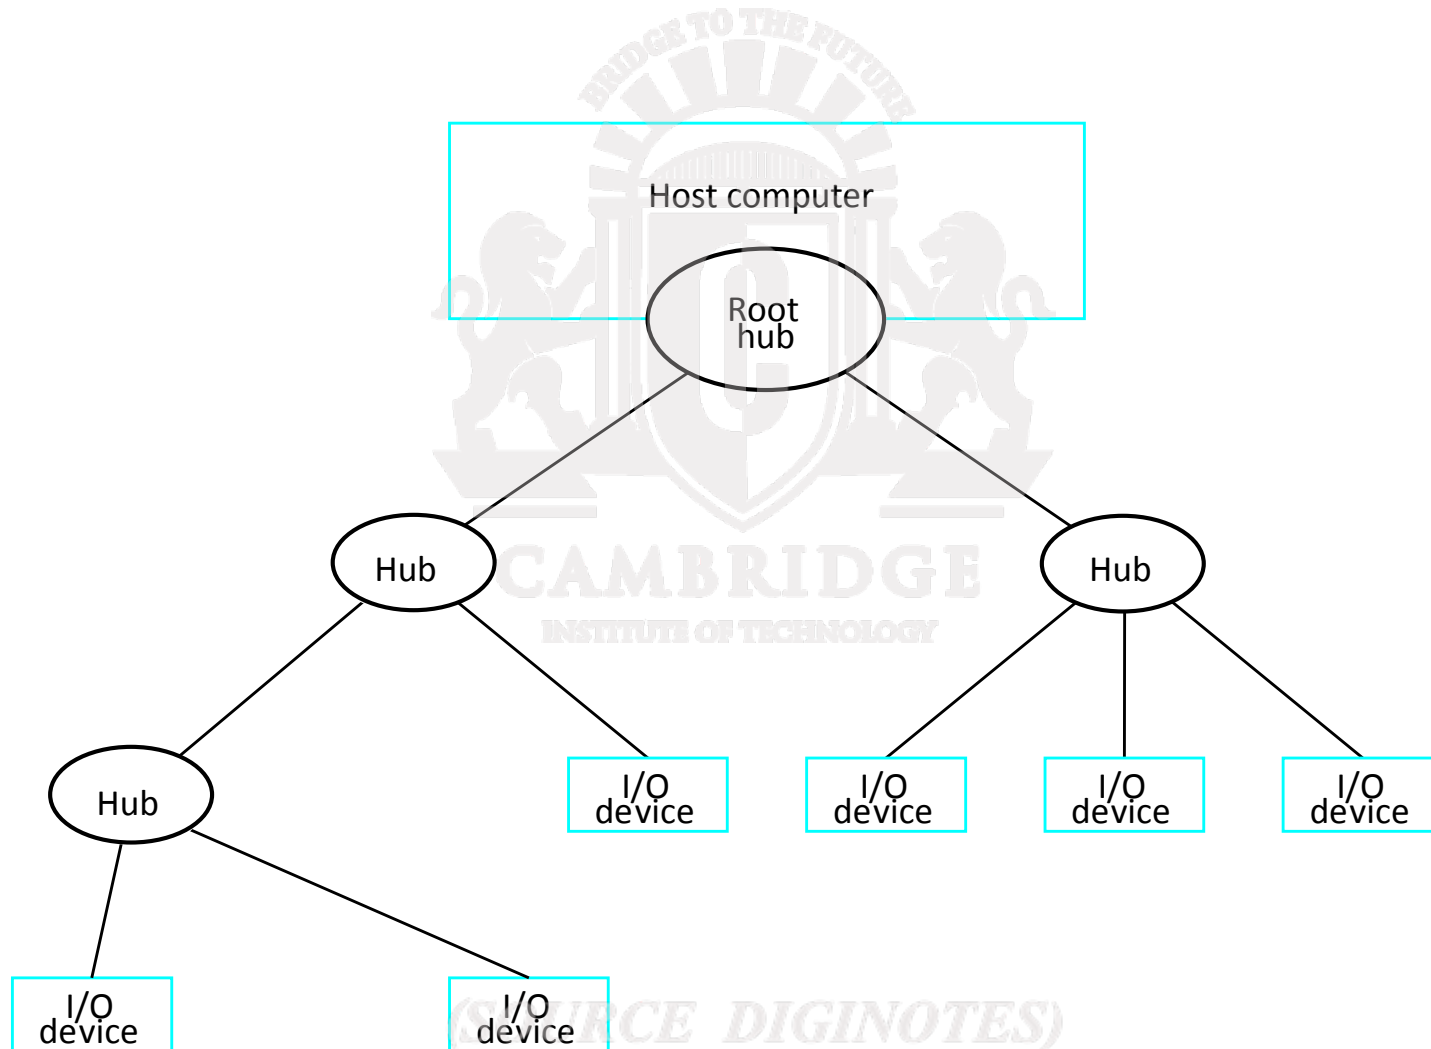 BRIDGE TO THE FUTURE
Host computer
Root
hub
Hub
Hub
CAMBRIDGE
INSTITUTE OF TECHNOLOGY
Hub
I/O
device
I/O
device
I/O
device
I/O
device
I/O
device
I/O
device
(SOURCE DIGINOTES)